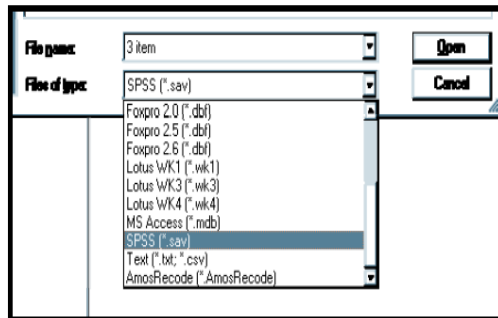 File name: 3 item Open
Files of type: SPSS (*.sav) Cancel
Foxpro 2.0 (*.dbf)
Foxpro 2.5 (*.dbf)
Foxpro 2.6 (*.dbf)
Lotus WK1 (*.wk1)
Lotus WK3 (*.wk3)
Lotus WK4 (*.wk4)
MS Access (*.mdb)
SPSS (*.sav)
Text (*.txt; *.csv)
AmosRecode (*.AmosRecode)